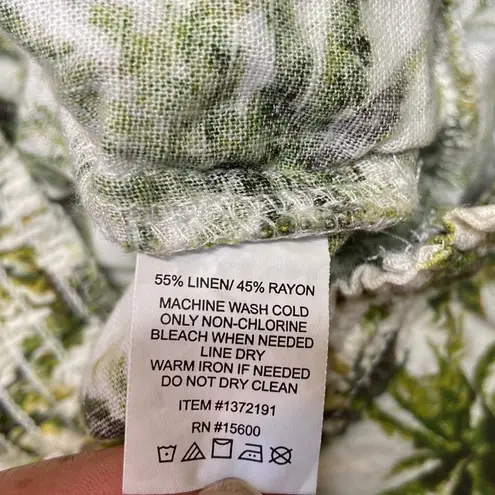 55% LINEN/ 45% RAYON
MACHINE WASH COLD
ONLY NON-CHLORINE
BLEACH WHEN NEEDED
LINE DRY
WARM IRON IF NEEDED
DO NOT DRY CLEAN
ITEM #1372191
RN #15600